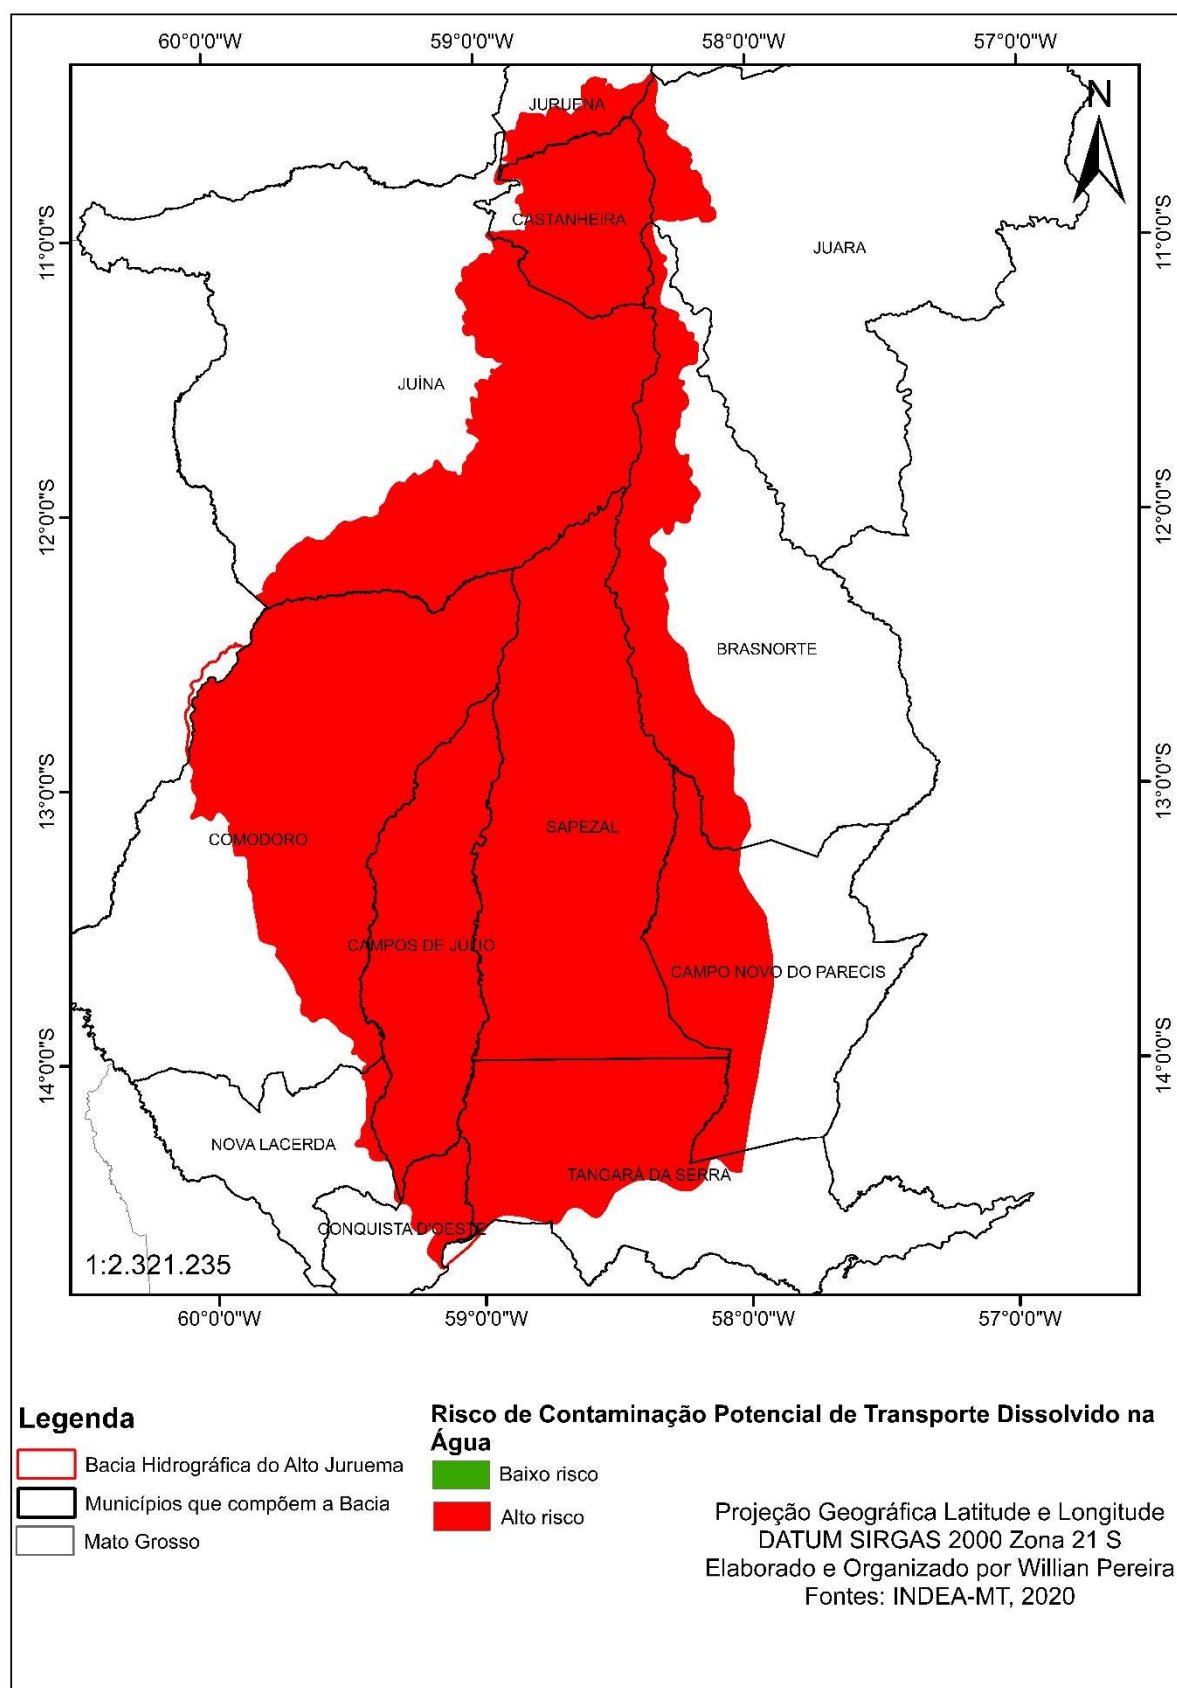 60°0'0"W 59°0'0"W 58°0'0"W 57°0'0"W
N
JURUENA
CASTANHEIRA
11°0'0"S
11°0'0"S
JUARA
JUÍNA
12°0'0"S
12°0'0"S
BRASNORTE
13°0'0"S
13°0'0"S
SAPEZAL
COMODORO
CAMPOS DE JÚLIO
CAMPO NOVO DO PARECIS
14°0'0"S
14°0'0"S
NOVA LACERDA
TANGARÁ DA SERRA
CONQUISTA D'OESTE
1:2.321.235
60°0'0"W 59°0'0"W 58°0'0"W 57°0'0"W
Legenda
Bacia Hidrográfica do Alto Juruema
Municípios que compõem a Bacia
Mato Grosso
Risco de Contaminação Potencial de Transporte Dissolvido na
Água
Baixo risco
Alto risco
Projeção Geográfica Latitude e Longitude
DATUM SIRGAS 2000 Zona 21 S
Elaborado e Organizado por Willian Pereira
Fontes: INDEA-MT, 2020